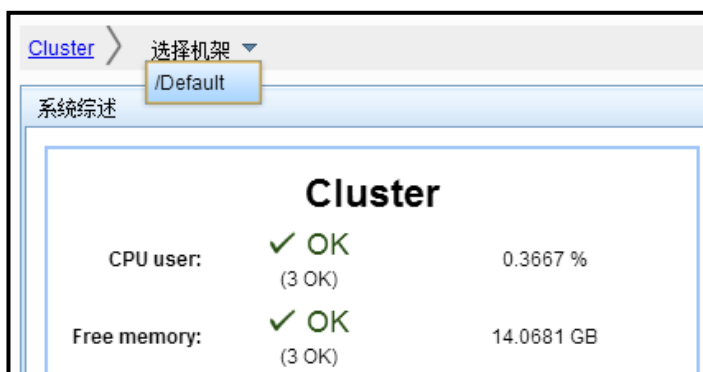 Cluster 选择机架
/Default
系统综述
Cluster
CPU user: OK 0.3667 %
(3 OK)
Free memory: OK 14.0681 GB
(3 OK)